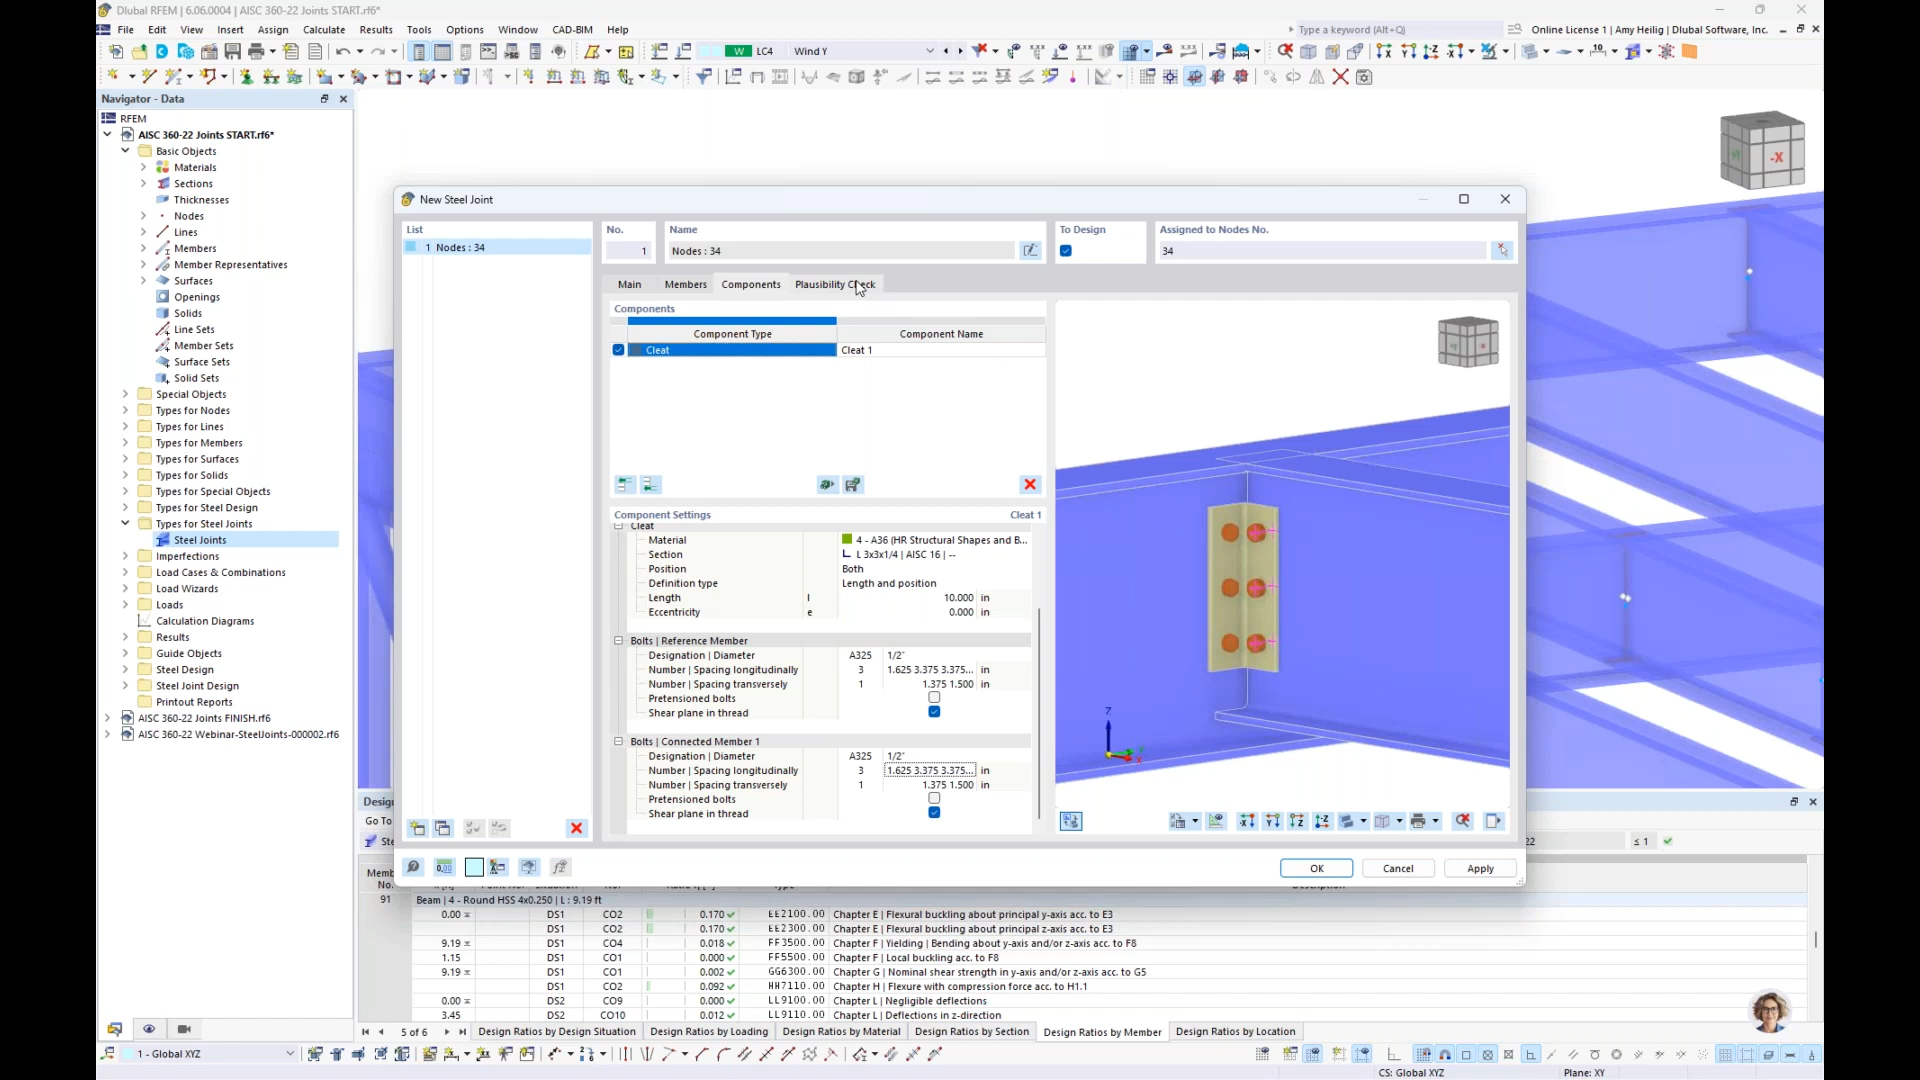 Dlubal RFEM | 6.06.0004 | AISC 360-22 Joints START.rf6*
File Edit View Insert Assign Calculate Results Tools Options Window CAD-BIM Help
Type a keyword (Alt+Q)
Online License 1 | Amy Heilig | Dlubal Software, Inc.
W LC4 Wind Y
Navigator - Data
RFEM
AISC 360-22 Joints START.rf6*
Basic Objects
Materials
Sections
Thicknesses
Nodes
Lines
Members
Member Representatives
Surfaces
Openings
Solids
Line Sets
Member Sets
Surface Sets
Solid Sets
Special Objects
Types for Nodes
Types for Lines
Types for Members
Types for Surfaces
Types for Solids
Types for Special Objects
Types for Steel Design
Types for Steel Joints
Steel Joints
Imperfections
Load Cases & Combinations
Load Wizards
Loads
Calculation Diagrams
Results
Guide Objects
Steel Design
Steel Joint Design
Printout Reports
AISC 360-22 Joints FINISH.rf6
AISC 360-22 Webinar-SteelJoints-000002.rf6
New Steel Joint
List
1 Nodes : 34
No.
1
Name
Nodes : 34
To Design
Assigned to Nodes No.
34
Main Members Components Plausibility Check
Components
Component Type Component Name
Cleat Cleat 1
Component Settings Cleat 1
Cleat
Material 4 - A36 (HR Structural Shapes and B...
Section L 3x3x1/4 | AISC 16 | --
Position Both
Definition type Length and position
Length l 10.000 in
Eccentricity e 0.000 in
Bolts | Reference Member
Designation | Diameter A325 1/2"
Number | Spacing longitudinally 3 1.625 3.375 3.375... in
Number | Spacing transversely 1 1.375 1.500 in
Pretensioned bolts
Shear plane in thread
Bolts | Connected Member 1
Designation | Diameter A325 1/2"
Number | Spacing longitudinally 3 1.625 3.375 3.375... in
Number | Spacing transversely 1 1.375 1.500 in
Pretensioned bolts
Shear plane in thread
Z
X
-X
OK Cancel Apply
Go To
22 ≤ 1
91 Beam | 4 - Round HSS 4x0.250 | L : 9.19 ft
0.00 DS1 CO2 0.170 EE2100.00 Chapter E | Flexural buckling about principal y-axis acc. to E3
DS1 CO2 0.170 EE2300.00 Chapter E | Flexural buckling about principal z-axis acc. to E3
9.19 DS1 CO4 0.018 FF3500.00 Chapter F | Yielding | Bending about y-axis and/or z-axis acc. to F8
1.15 DS1 CO1 0.000 FF5500.00 Chapter F | Local buckling acc. to F8
9.19 DS1 CO1 0.002 GG6300.00 Chapter G | Nominal shear strength in y-axis and/or z-axis acc. to G5
DS1 CO2 0.092 HH7110.00 Chapter H | Flexure with compression force acc. to H1.1
0.00 DS2 CO9 0.000 LL9100.00 Chapter L | Negligible deflections
3.45 DS2 CO10 0.012 LL9110.00 Chapter L | Deflections in z-direction
5 of 6 Design Ratios by Design Situation Design Ratios by Loading Design Ratios by Material Design Ratios by Section Design Ratios by Member Design Ratios by Location
1 - Global XYZ
CS: Global XYZ Plane: XY